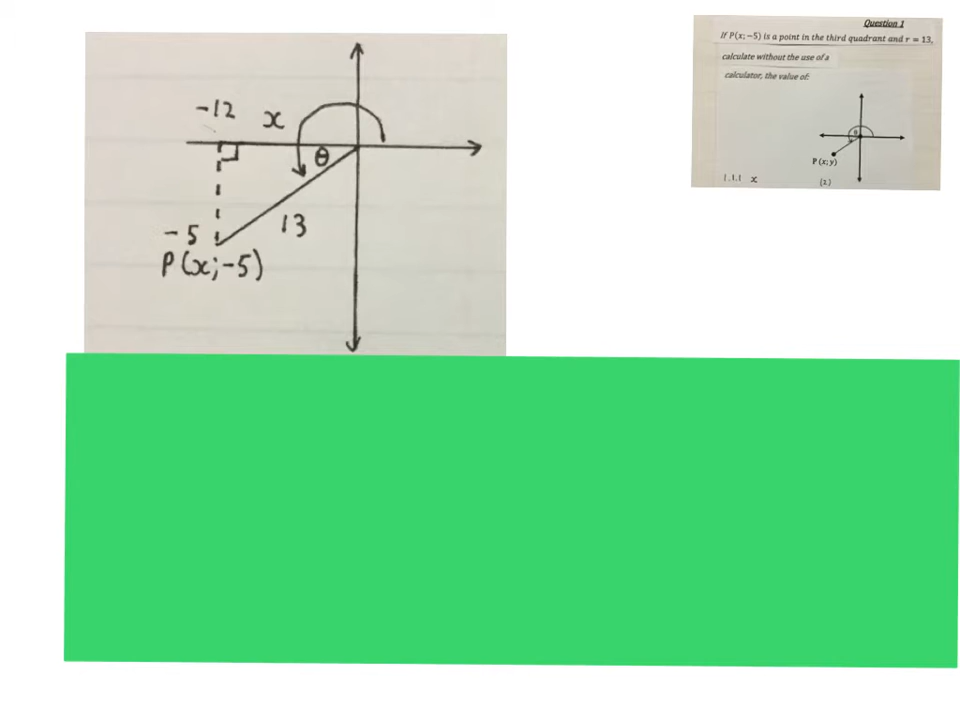 -12
x
θ
13
-5
P(x;-5)
Question 1
If P(x;−5) is a point in the third quadrant and r = 13,
calculate without the use of a
calculator, the value of:
θ
P (x; y)
1.1.1 x